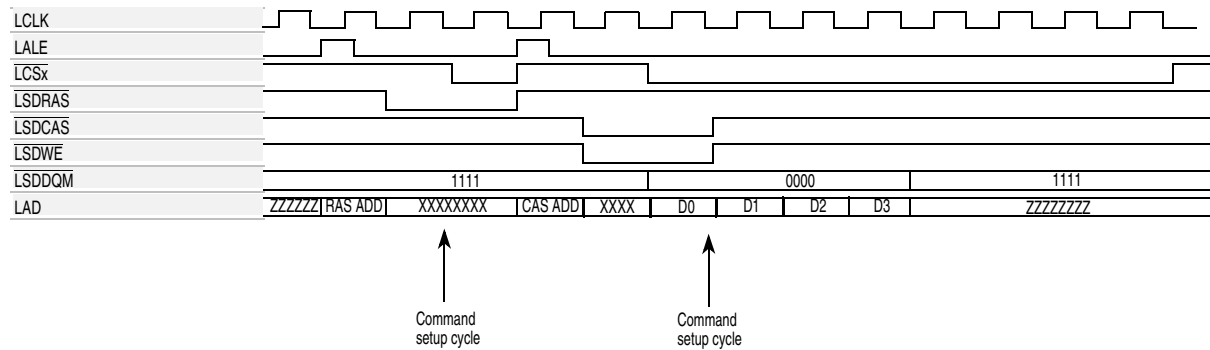 LCLK
LALE
LCSx
LSDRAS
LSDCAS
LSDWE
LSDDQM 1111 0000 1111
LAD ZZZZZZ RAS ADD XXXXXXXX CAS ADD XXXX D0 D1 D2 D3 ZZZZZZZZ
Command Command
setup cycle setup cycle